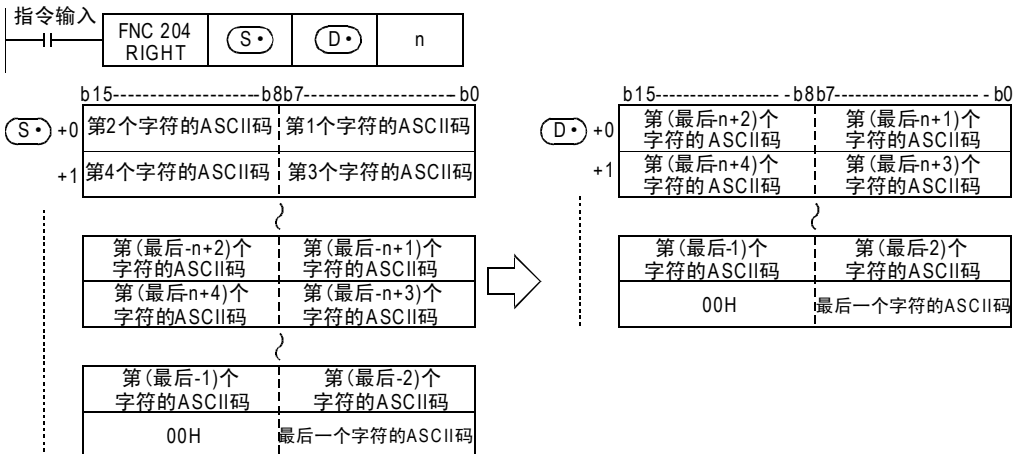 指令输入
FNC 204
RIGHT
S•
D•
n
b15 b8b7 b0
S• +0
第2个字符的ASCII码
第1个字符的ASCII码
+1
第4个字符的ASCII码
第3个字符的ASCII码
第(最后-n+2)个
字符的ASCII码
第(最后-n+1)个
字符的ASCII码
第(最后-n+4)个
字符的ASCII码
第(最后-n+3)个
字符的ASCII码
第(最后-1)个
字符的ASCII码
第(最后-2)个
字符的ASCII码
00H
最后一个字符的ASCII码
b15 b8b7 b0
D• +0
第(最后-n+2)个
字符的ASCII码
第(最后-n+1)个
字符的ASCII码
+1
第(最后-n+4)个
字符的ASCII码
第(最后-n+3)个
字符的ASCII码
第(最后-1)个
字符的ASCII码
第(最后-2)个
字符的ASCII码
00H
最后一个字符的ASCII码